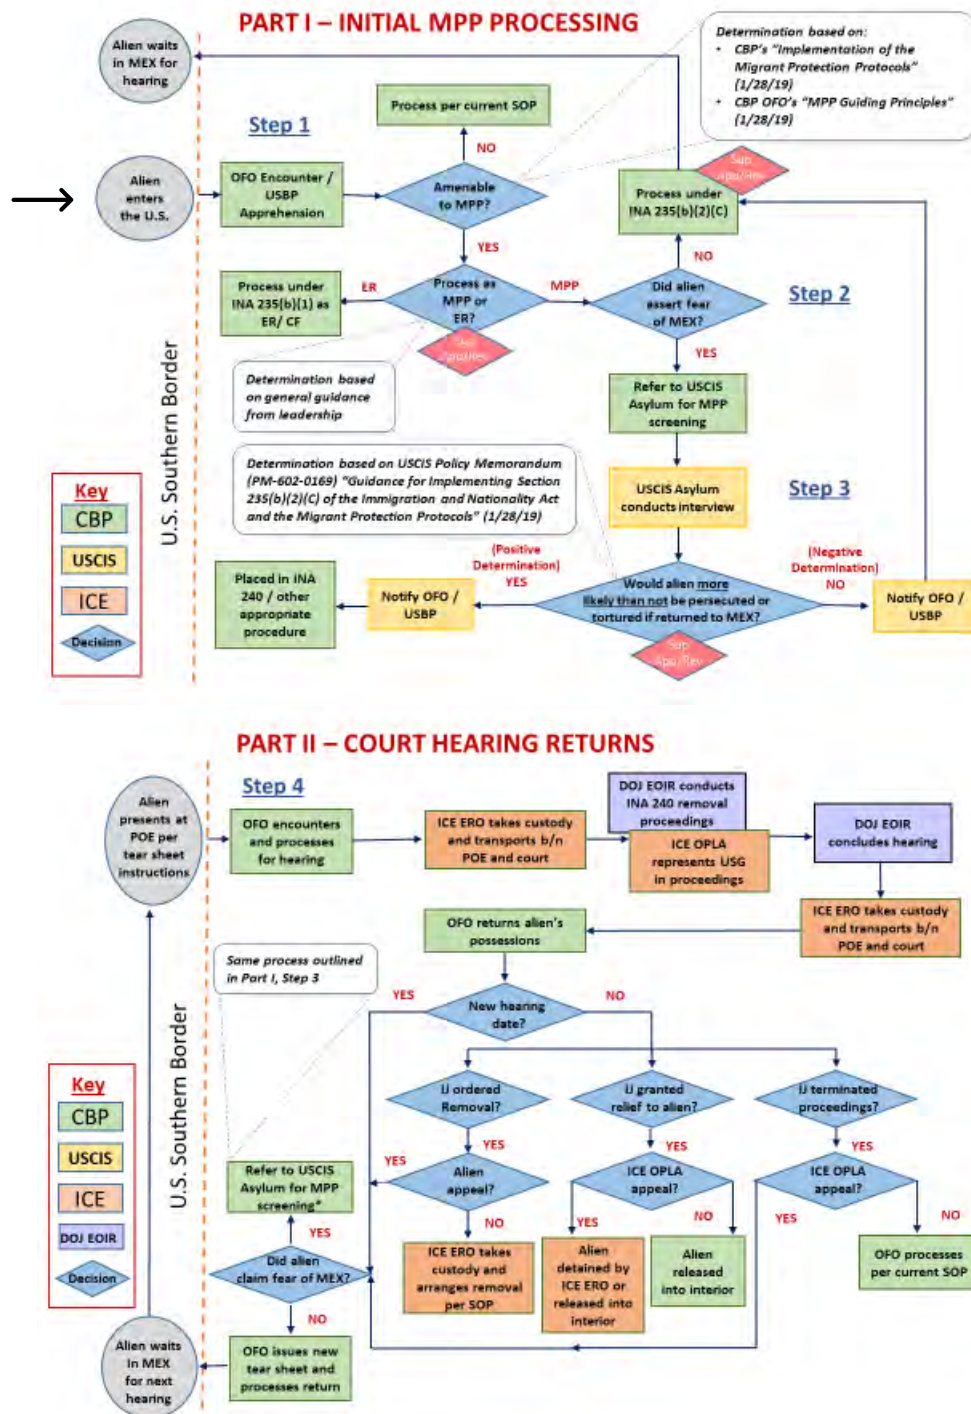 PART I – INITIAL MPP PROCESSING
Alien waits
in MEX for
hearing
Determination based on:
• CBP's "Implementation of the
Migrant Protection Protocols"
(1/28/19)
• CBP OFO's "MPP Guiding Principles"
(1/28/19)
Process per current SOP
Step 1
NO
Alien
enters
the U.S.
OFO Encounter /
USBP
Apprehension
Amenable
to MPP?
Sup
App/Rev
Process under
INA 235(b)(2)(C)
YES
NO
Process under
INA 235(b)(1) as
ER/ CF
ER
Process as
MPP or
ER?
MPP
Did alien
assert fear
of MEX?
Step 2
Sup
App/Rev
YES
Determination based
on general guidance
from leadership
Refer to USCIS
Asylum for MPP
screening
U.S. Southern Border
Determination based on USCIS Policy Memorandum
(PM-602-0169) "Guidance for Implementing Section
235(b)(2)(C) of the Immigration and Nationality Act
and the Migrant Protection Protocols" (1/28/19)
USCIS Asylum
conducts interview
Step 3
Key
CBP
USCIS
ICE
Decision
(Positive
Determination)
YES
(Negative
Determination)
NO
Placed in INA
240 / other
appropriate
procedure
Notify OFO /
USBP
Would alien more
likely than not be persecuted or
tortured if returned to MEX?
Notify OFO /
USBP
Sup
App/Rev
PART II – COURT HEARING RETURNS
Step 4
Alien
presents at
POE per
tear sheet
instructions
OFO encounters
and processes
for hearing
ICE ERO takes
custody and
transports b/n
POE and court
DOJ EOIR conducts
INA 240 removal
proceedings
ICE OPLA
represents USG
in proceedings
DOJ EOIR
concludes hearing
ICE ERO takes custody
and transports b/n
POE and court
OFO returns alien's
possessions
Same process outlined
in Part I, Step 3
YES
New hearing
date?
NO
U.S. Southern Border
Key
CBP
USCIS
ICE
DOJ EOIR
Decision
IJ ordered
Removal?
IJ granted
relief to alien?
IJ terminated
proceedings?
YES
YES
YES
Refer to USCIS
Asylum for MPP
screening*
YES
Alien
appeal?
ICE OPLA
appeal?
ICE OPLA
appeal?
YES
NO
YES
NO
YES
NO
Did alien
claim fear of MEX?
ICE ERO takes
custody and
arranges removal
per SOP
Alien
detained by
ICE ERO or
released into
interior
Alien
released
into interior
OFO processes
per current SOP
NO
Alien waits
in MEX
for next
hearing
OFO issues new
tear sheet and
processes return